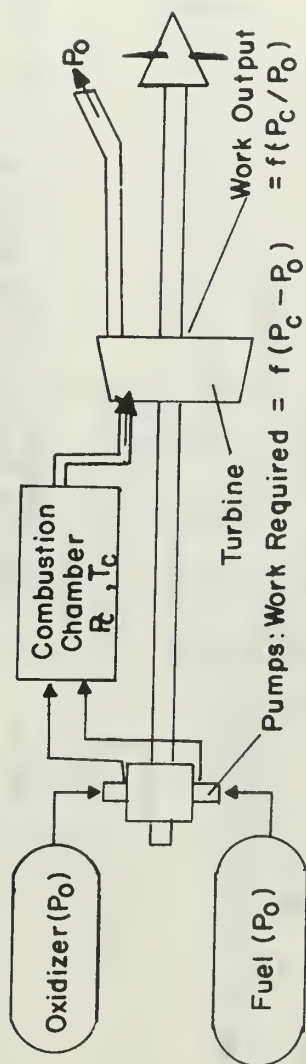 Oxidizer (P₀)
Fuel (P₀)
Combustion
Chamber
P꜀ , T꜀
P₀
Pumps: Work Required = f (P꜀ – P₀)
Turbine
Work Output
= f(P꜀/P₀)